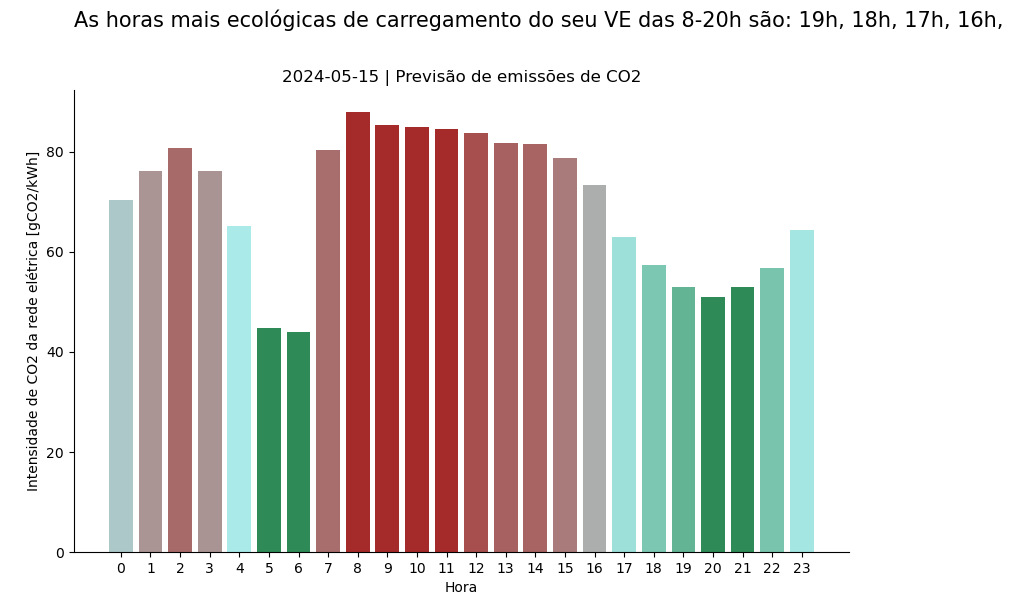 As horas mais ecológicas de carregamento do seu VE das 8-20h são: 19h, 18h, 17h, 16h,
2024-05-15 | Previsão de emissões de CO2
Intensidade de CO2 da rede elétrica [gCO2/kWh]
80
60
40
20
0
0 1 2 3 4 5 6 7 8 9 10 11 12 13 14 15 16 17 18 19 20 21 22 23
Hora